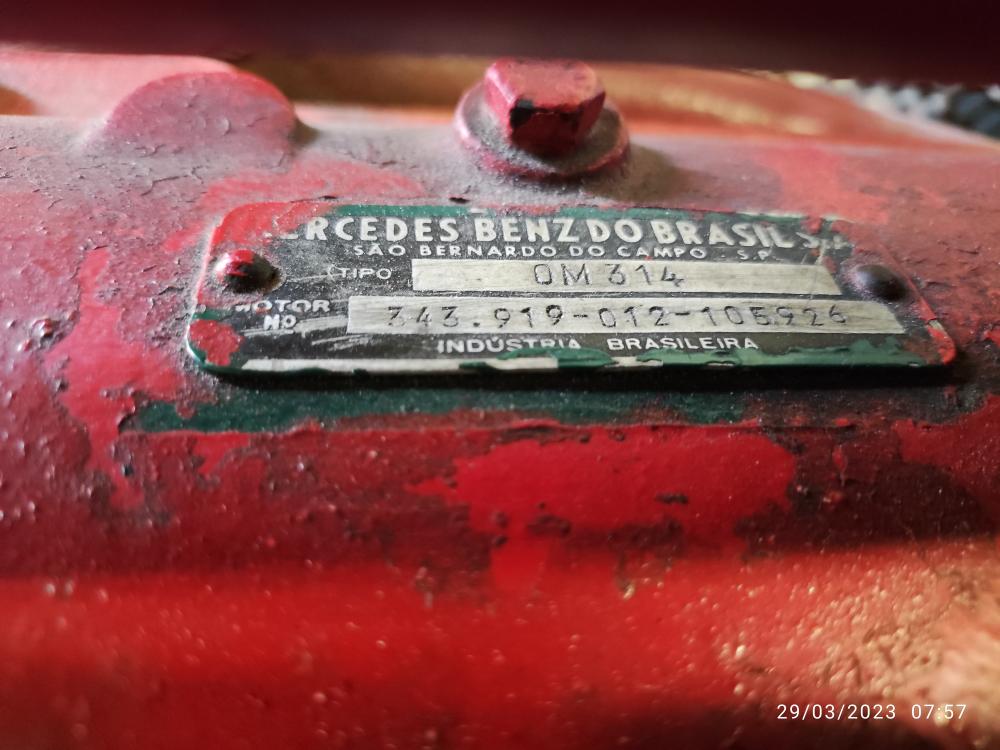 MERCEDES BENZ DO BRASIL S.A.
SÃO BERNARDO DO CAMPO S.P.
TIPO OM 314
MOTOR
NO. 343.919-012-105926
INDÚSTRIA BRASILEIRA
29/03/2023 07:57